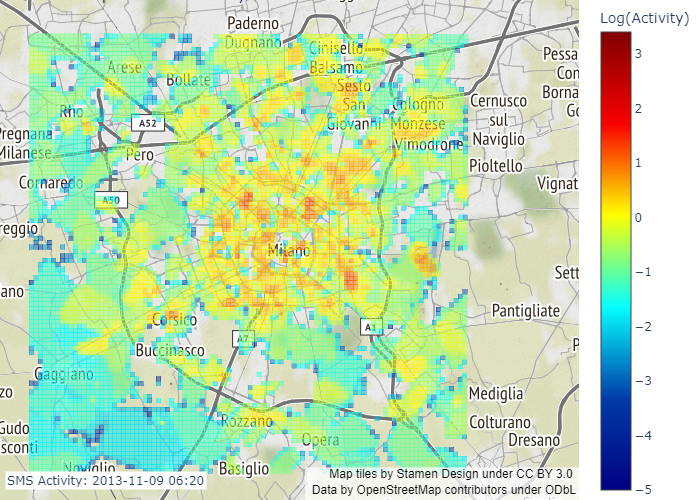 Paderno
Dugnano
Log(Activity)
Cinisello
Balsamo
Arese
Bollate
Sesto
San
Giovanni
Cologno
Monzese
Vimodrone
Cernusco
sul
Naviglio
Pessa
Con
Borna
Go
Rho
A52
Pregnana
Milanese
Pero
Pioltello
Cornaredo
Vignat
A50
reggio
Milano
Sett
ano
Pantigliate
Corsico
A7
A1
P
Buccinasco
Gaggiano
zo
Mediglia
Rozzano
Colturano
Gudo
sconti
Opera
Dresano
Noviglio
Basiglio
SMS Activity: 2013-11-09 06:20
Map tiles by Stamen Design under CC BY 3.0
Data by OpenStreetMap contributors under ODbL
3
2
1
0
−1
−2
−3
−4
−5